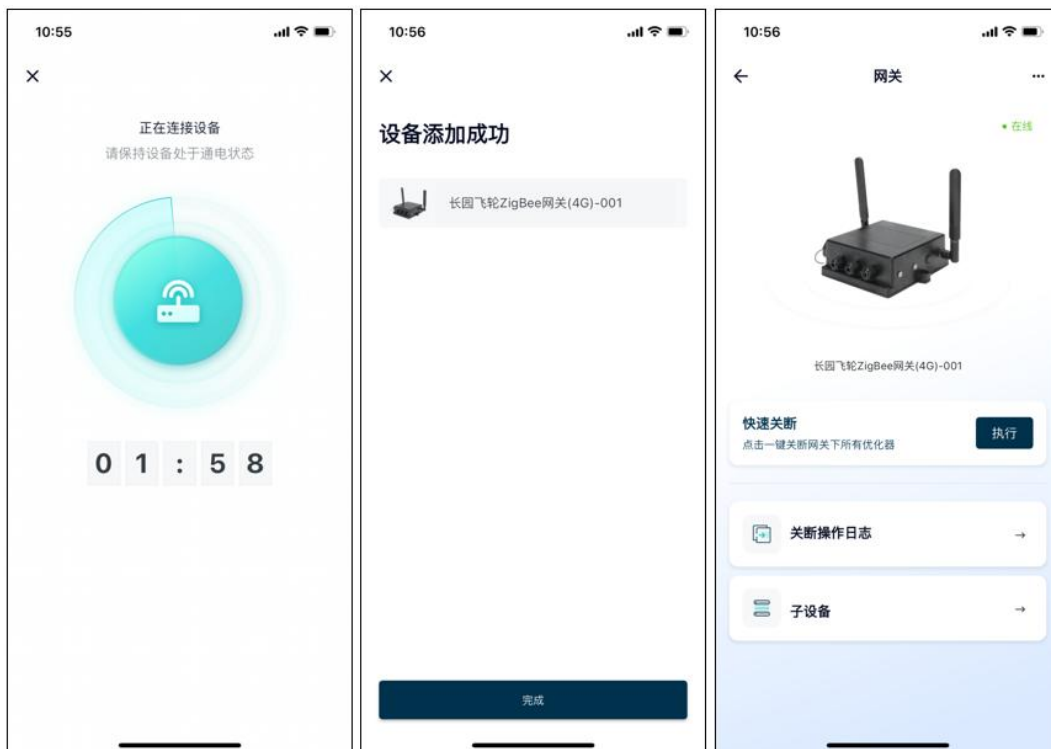 10:55
正在连接设备
请保持设备处于通电状态
01:58
10:56
设备添加成功
长园飞轮ZigBee网关(4G)-001
完成
10:56
网关
在线
长园飞轮ZigBee网关(4G)-001
快速关断
点击一键关断网关下所有优化器
执行
关断操作日志
子设备